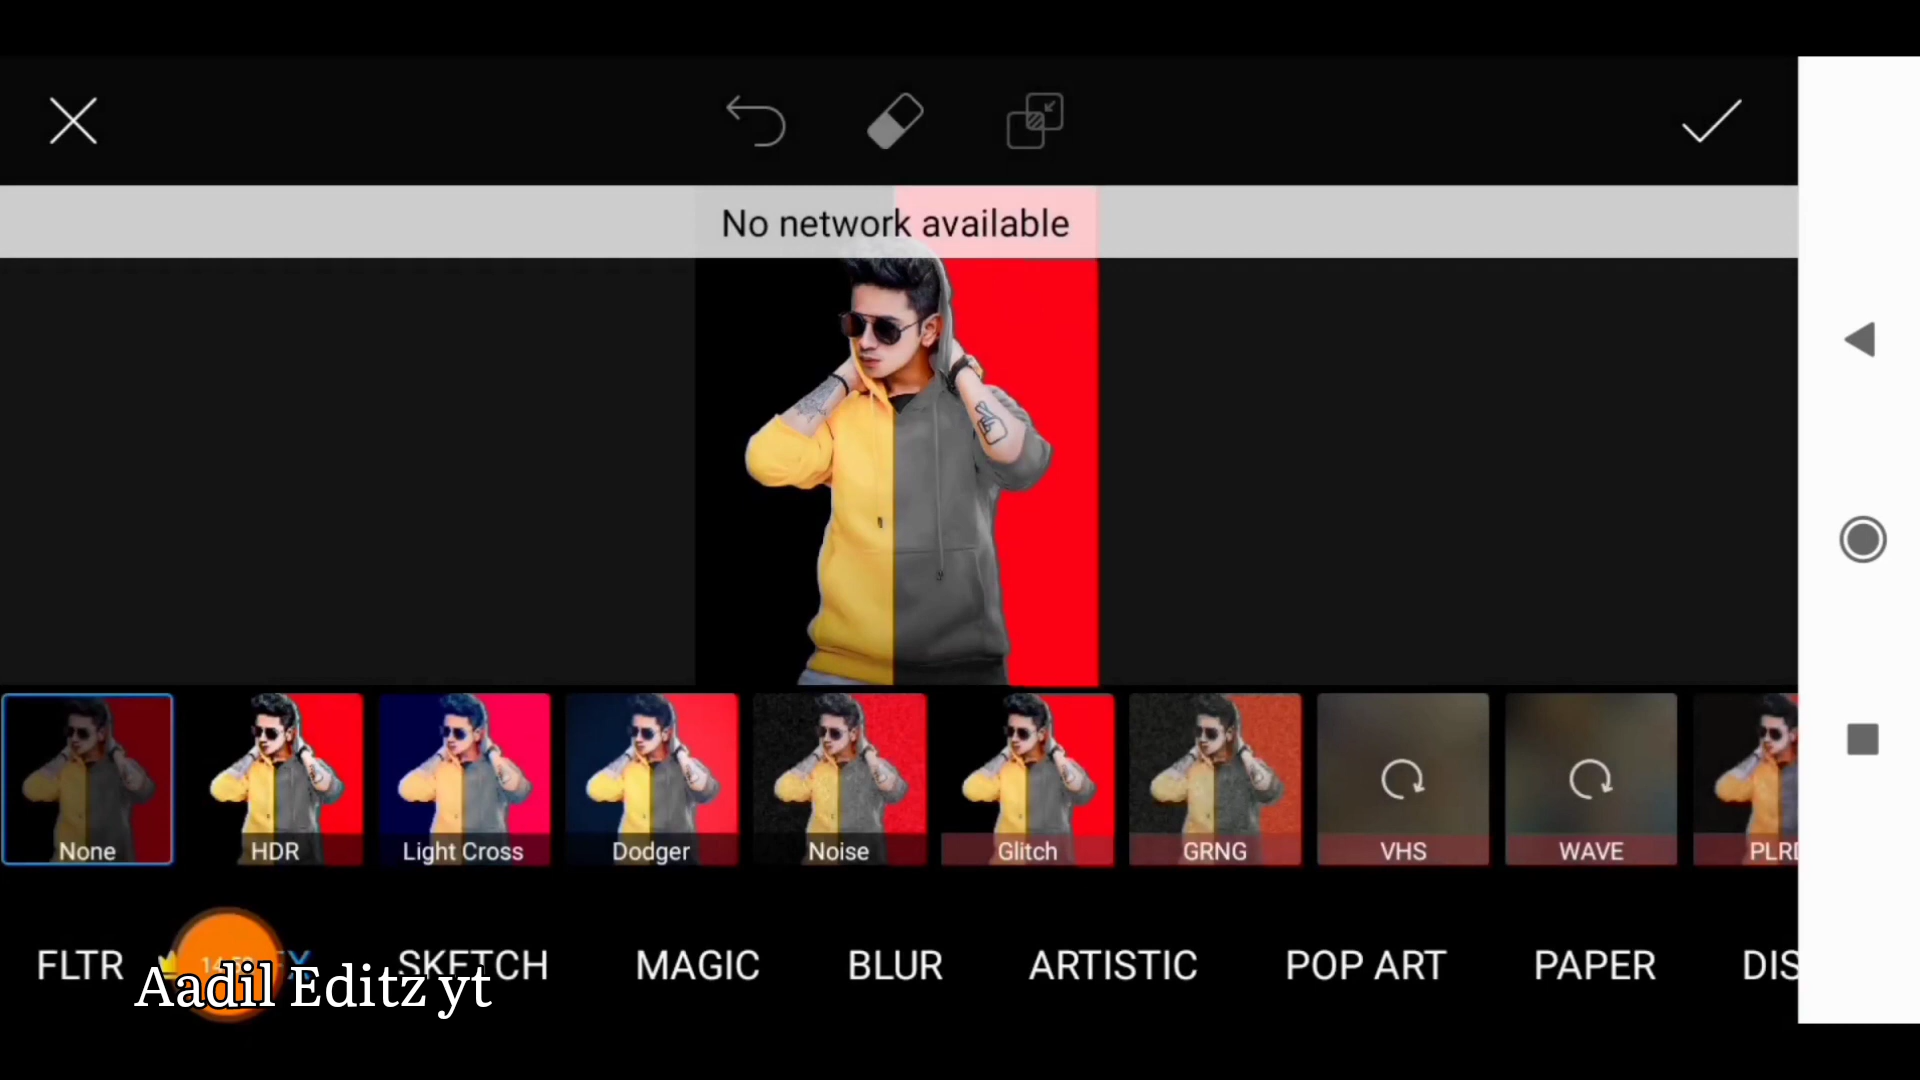 No network available
None HDR Light Cross Dodger Noise Glitch GRNG VHS WAVE
FLTR SKETCH MAGIC BLUR ARTISTIC POP ART PAPER DIS
Aadil Editz yt